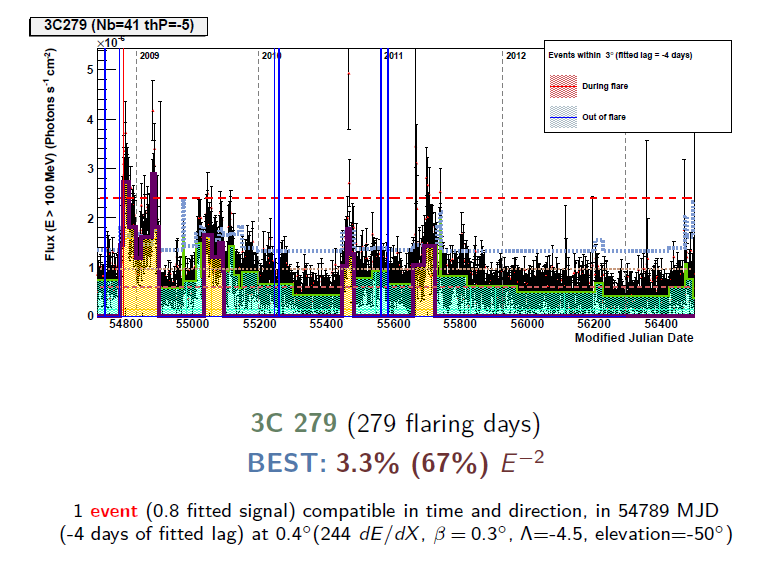 3C279 (Nb=41 thP=-5)
×10⁻⁶
2009
2010
2011
2012
Events within 3° (fitted lag = -4 days)
During flare
Out of flare
Flux (E > 100 MeV) (Photons s⁻¹ cm⁻²)
5
4
3
2
1
0
54800 55000 55200 55400 55600 55800 56000 56200 56400
Modified Julian Date
3C 279 (279 flaring days)
BEST: 3.3% (67%) E⁻²
1 event (0.8 fitted signal) compatible in time and direction, in 54789 MJD
(-4 days of fitted lag) at 0.4°(244 dE/dX, β = 0.3°, Λ=-4.5, elevation=-50°)